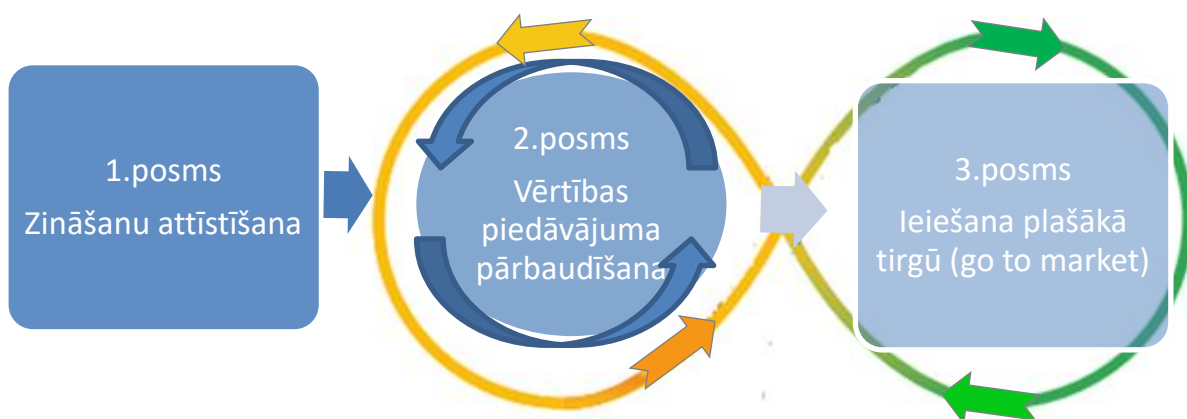 1.posms
Zināšanu attīstīšana
2.posms
Vērtības
piedāvājuma
pārbaudīšana
3.posms
Ieiešana plašākā
tirgū (go to market)